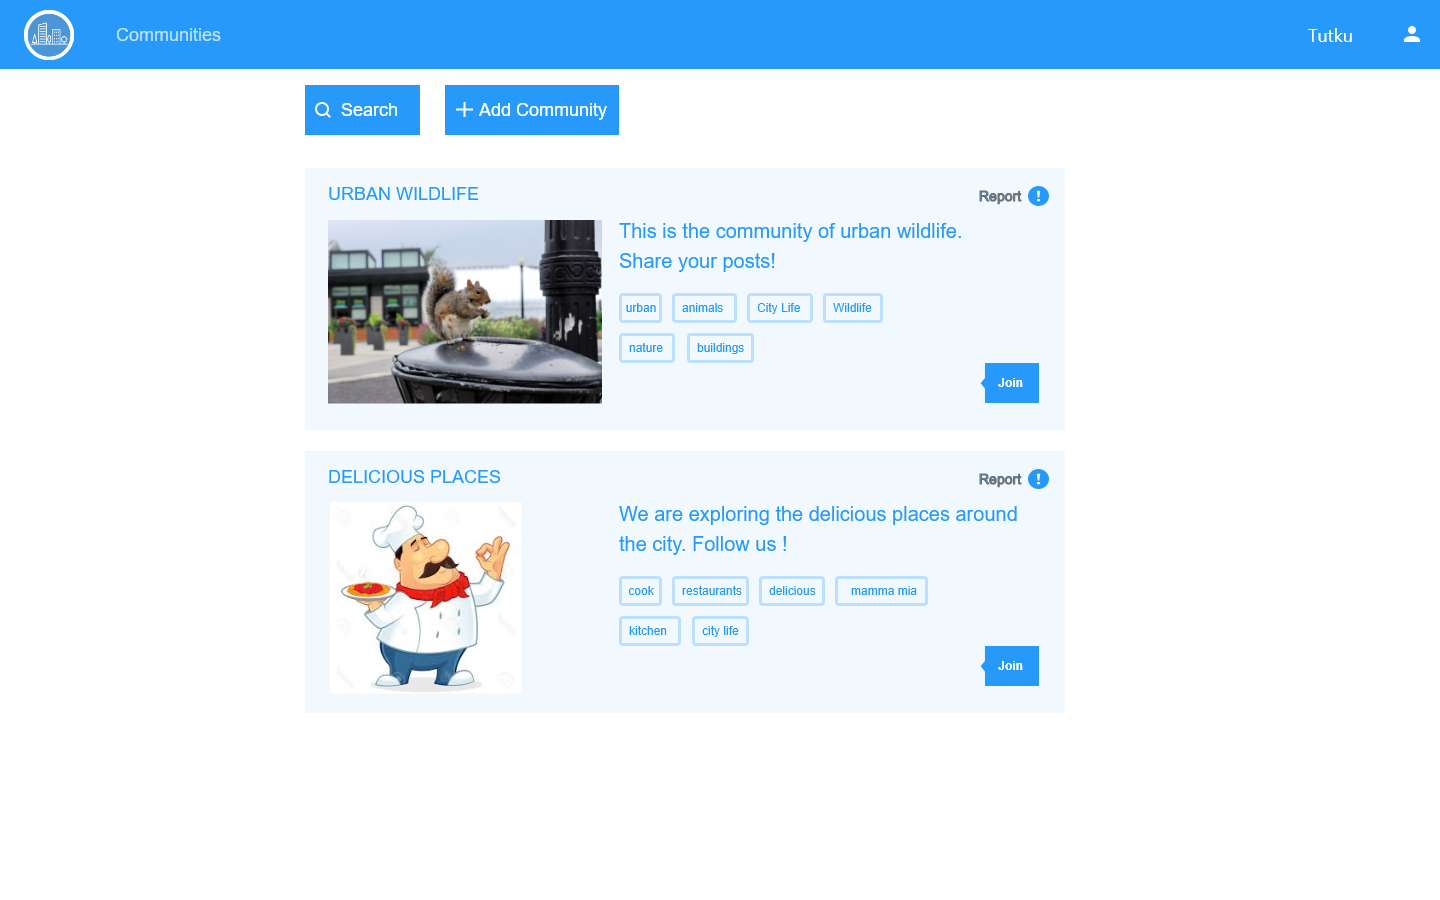 Communities
Tutku
Search
Add Community
URBAN WILDLIFE
Report
This is the community of urban wildlife.
Share your posts!
urban
animals
City Life
Wildlife
nature
buildings
Join
DELICIOUS PLACES
Report
We are exploring the delicious places around
the city. Follow us !
cook
restaurants
delicious
mamma mia
kitchen
city life
Join